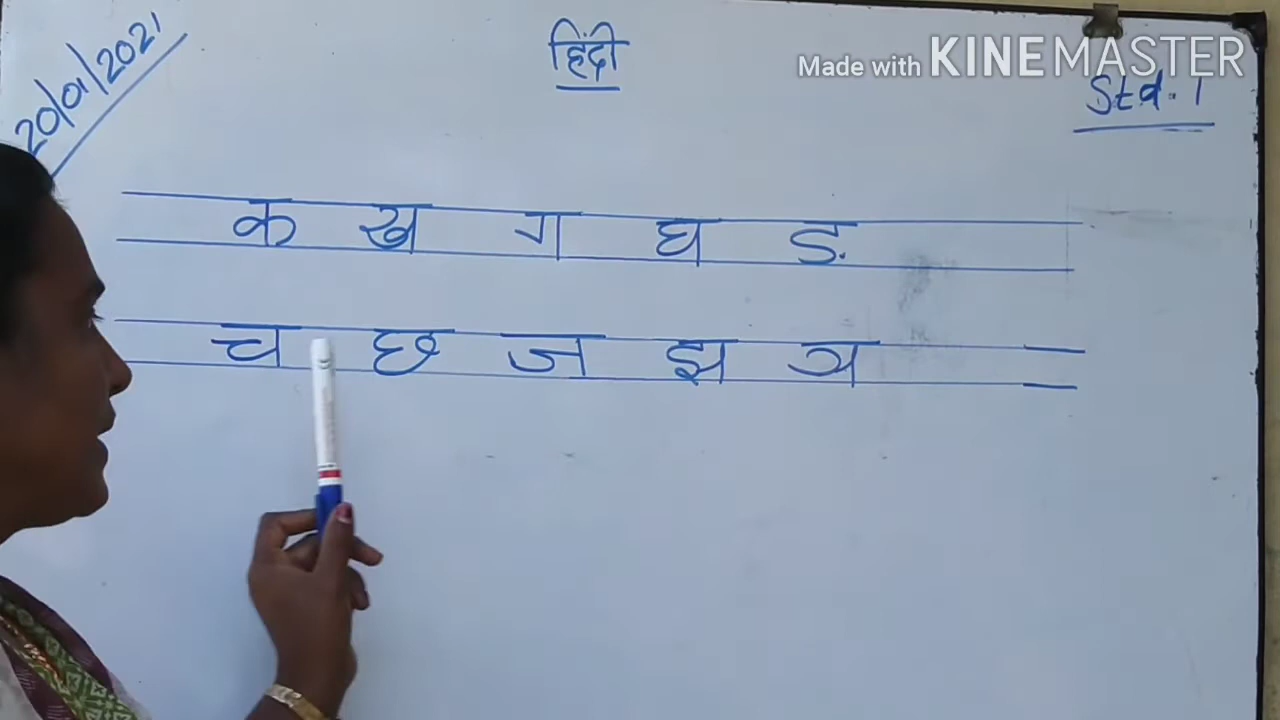 20/01/2021
हिंदी
Made with KINEMASTER
Std. 1
क ख ग घ ङ
च छ ज झ ञ